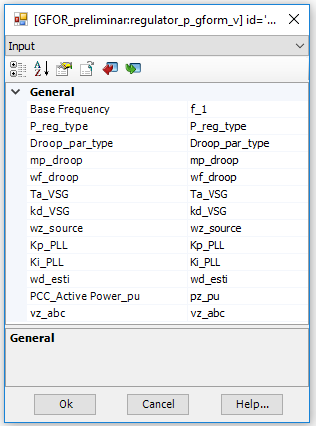 [GFOR_preliminar:regulator_p_gform_v] id='...
Input
General
Base Frequency f_1
P_reg_type P_reg_type
Droop_par_type Droop_par_type
mp_droop mp_droop
wf_droop wf_droop
Ta_VSG Ta_VSG
kd_VSG kd_VSG
wz_source wz_source
Kp_PLL Kp_PLL
Ki_PLL Ki_PLL
wd_esti wd_esti
PCC_Active Power_pu pz_pu
vz_abc vz_abc
General
Ok Cancel Help...